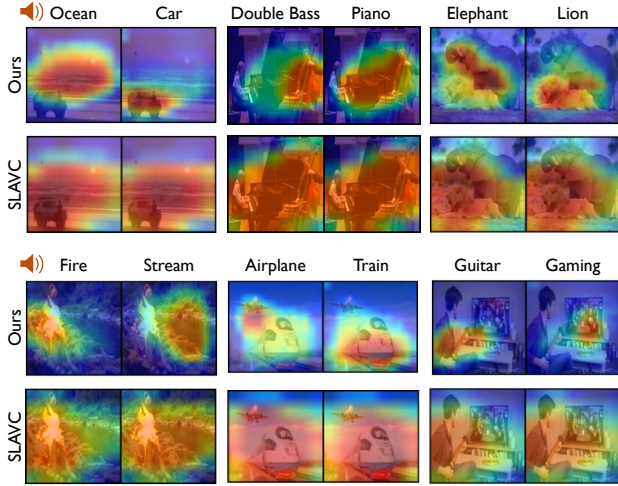 Ocean Car Double Bass Piano Elephant Lion
Ours
SLAVC
Fire Stream Airplane Train Guitar Gaming
Ours
SLAVC